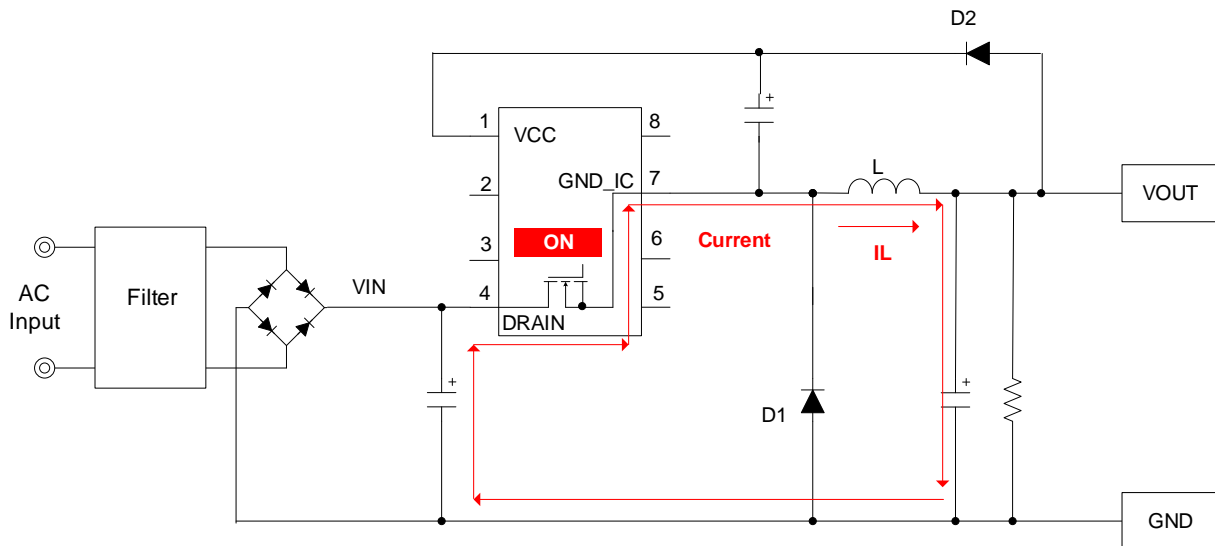 D2
+
1
VCC
8
2
GND_IC
7
L
VOUT
3
ON
6
Current
IL
AC
Input
Filter
VIN
4
DRAIN
5
+
D1
+
GND